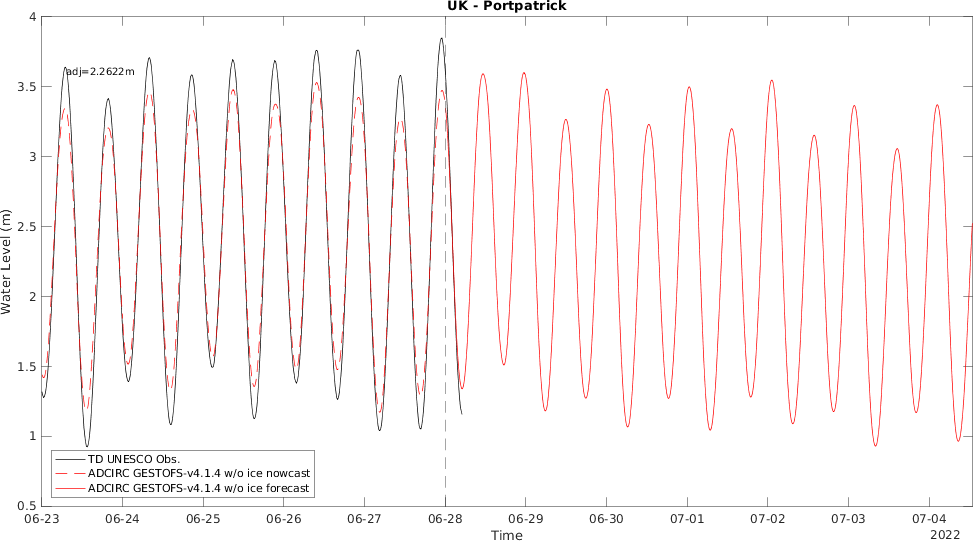 UK - Portpatrick
4
3.5
3
2.5
2
1.5
1
0.5
Water Level (m)
adj=2.2622m
TD UNESCO Obs.
ADCIRC GESTOFS-v4.1.4 w/o ice nowcast
ADCIRC GESTOFS-v4.1.4 w/o ice forecast
06-23 06-24 06-25 06-26 06-27 06-28 06-29 06-30 07-01 07-02 07-03 07-04
Time
2022